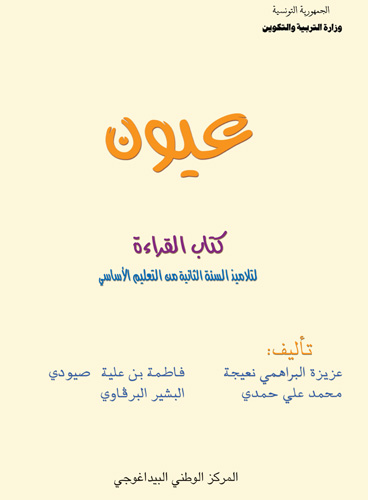 الجمهورية التونسية
وزارة التربية والتكوين
عيون
كتاب القراءة
لتلاميذ السنة الثانية من التعليم الأساسي
تأليف:
عزيزة البراهمي نعيجة فاطمة بن علية صيودي
محمد علي حمدي البشير البرڤاوي
المركز الوطني البيداغوجي